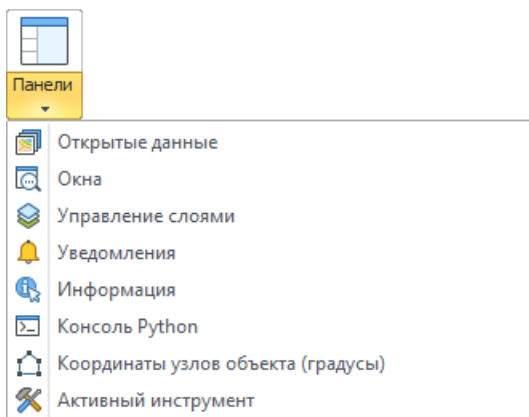 Панели
Открытые данные
Окна
Управление слоями
Уведомления
Информация
Консоль Python
Координаты узлов объекта (градусы)
Активный инструмент